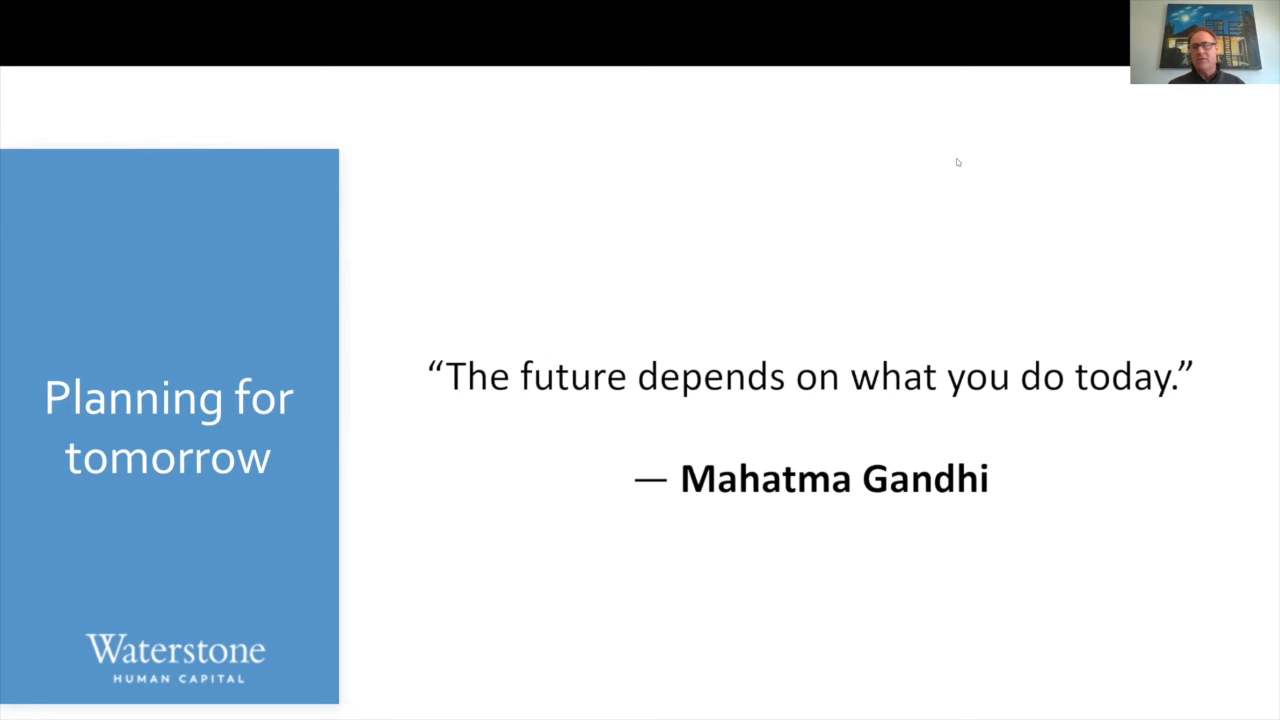 Planning for
tomorrow
“The future depends on what you do today.”
— Mahatma Gandhi
Waterstone
HUMAN CAPITAL